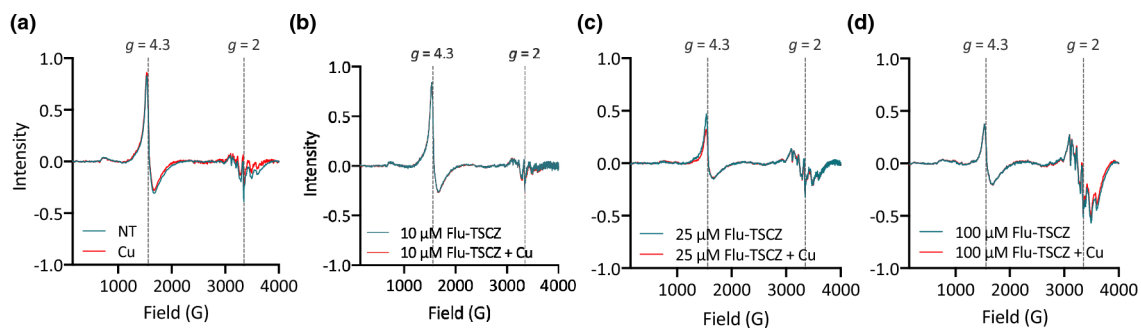 (a)
g = 4.3
g = 2
1.0
0.5
0.0
-0.5
-1.0
Intensity
NT
Cu
1000
2000
3000
4000
Field (G)
(b)
g = 4.3
g = 2
1.0
0.5
0.0
-0.5
-1.0
Intensity
10 μM Flu-TSCZ
10 μM Flu-TSCZ + Cu
1000
2000
3000
4000
Field (G)
(c)
g = 4.3
g = 2
1.0
0.5
0.0
-0.5
-1.0
Intensity
25 μM Flu-TSCZ
25 μM Flu-TSCZ + Cu
1000
2000
3000
4000
Field (G)
(d)
g = 4.3
g = 2
1.0
0.5
0.0
-0.5
-1.0
Intensity
100 μM Flu-TSCZ
100 μM Flu-TSCZ + Cu
1000
2000
3000
4000
Field (G)